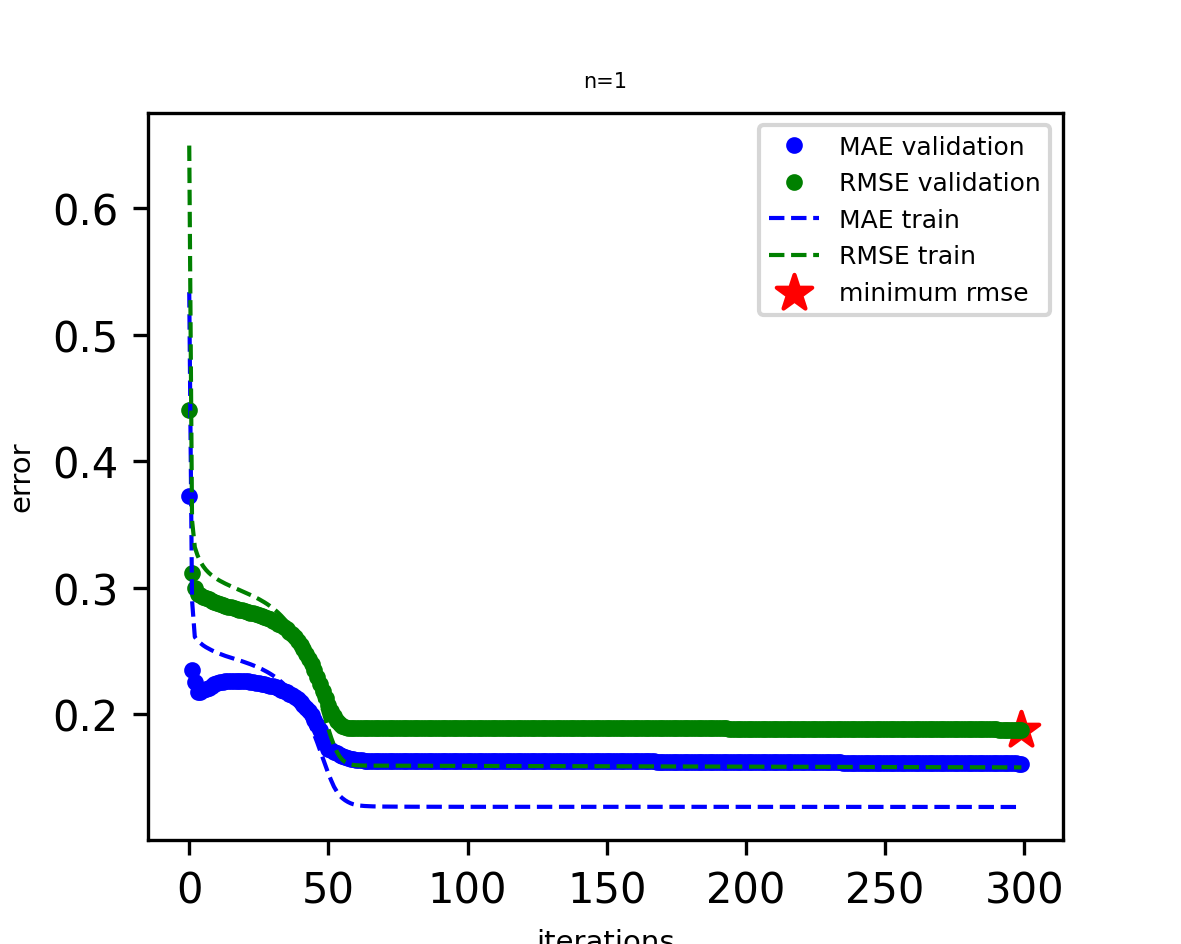 n=1
MAE validation
RMSE validation
MAE train
RMSE train
minimum rmse
error
0.6
0.5
0.4
0.3
0.2
0 50 100 150 200 250 300
iterations